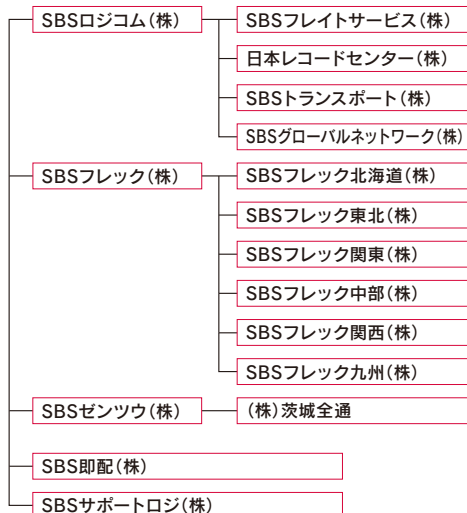 SBSロジコム(株)
SBSフレイトサービス(株)
日本レコードセンター(株)
SBSトランスポート(株)
SBSグローバルネットワーク(株)
SBSフレック(株)
SBSフレック北海道(株)
SBSフレック東北(株)
SBSフレック関東(株)
SBSフレック中部(株)
SBSフレック関西(株)
SBSフレック九州(株)
SBSゼンツウ(株)
(株)茨城全通
SBS即配(株)
SBSサポートロジ(株)